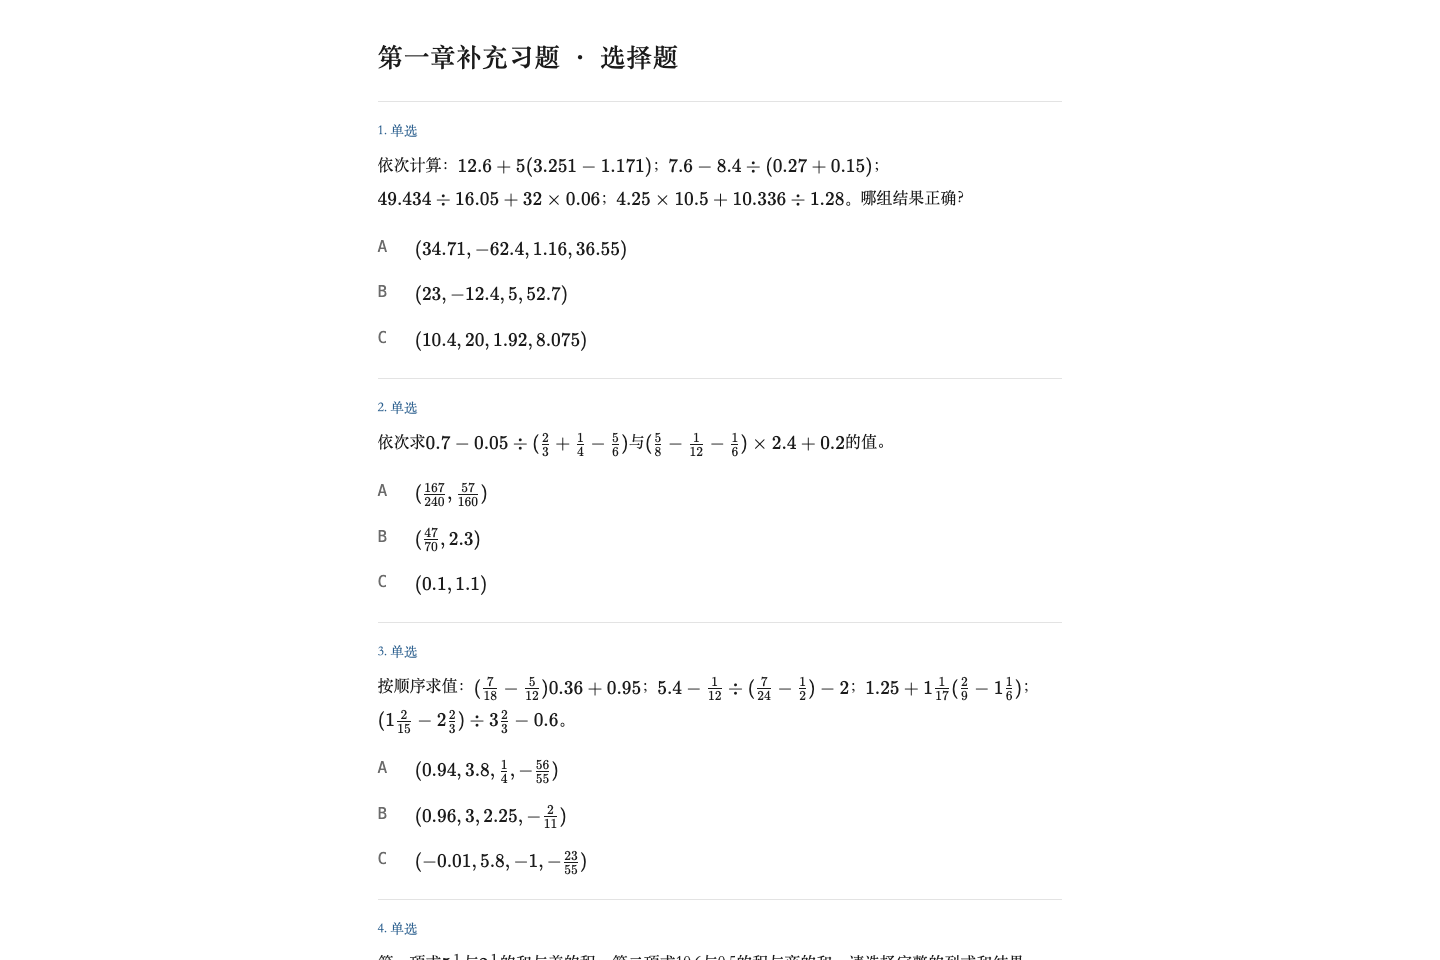 第一章补充习题 · 选择题
1. 单选
依次计算：12.6 + 5(3.251 − 1.171)；7.6 − 8.4 ÷ (0.27 + 0.15)；
49.434 ÷ 16.05 + 32 × 0.06；4.25 × 10.5 + 10.336 ÷ 1.28。哪组结果正确？
A (34.71, −62.4, 1.16, 36.55)
B (23, −12.4, 5, 52.7)
C (10.4, 20, 1.92, 8.075)
2. 单选
依次求0.7 − 0.05 ÷ (2/3 + 1/4 − 5/6)与(5/8 − 1/12 − 1/6) × 2.4 + 0.2的值。
A (167/240, 57/160)
B (47/70, 2.3)
C (0.1, 1.1)
3. 单选
按顺序求值：(7/18 − 5/12)0.36 + 0.95；5.4 − 1/12 ÷ (7/24 − 1/2) − 2；1.25 + 1 1/17(2/9 − 1 1/6)；
(1 2/15 − 2 2/3) ÷ 3 2/3 − 0.6。
A (0.94, 3.8, 1/4, −56/55)
B (0.96, 3, 2.25, −2/11)
C (−0.01, 5.8, −1, −23/55)
4. 单选